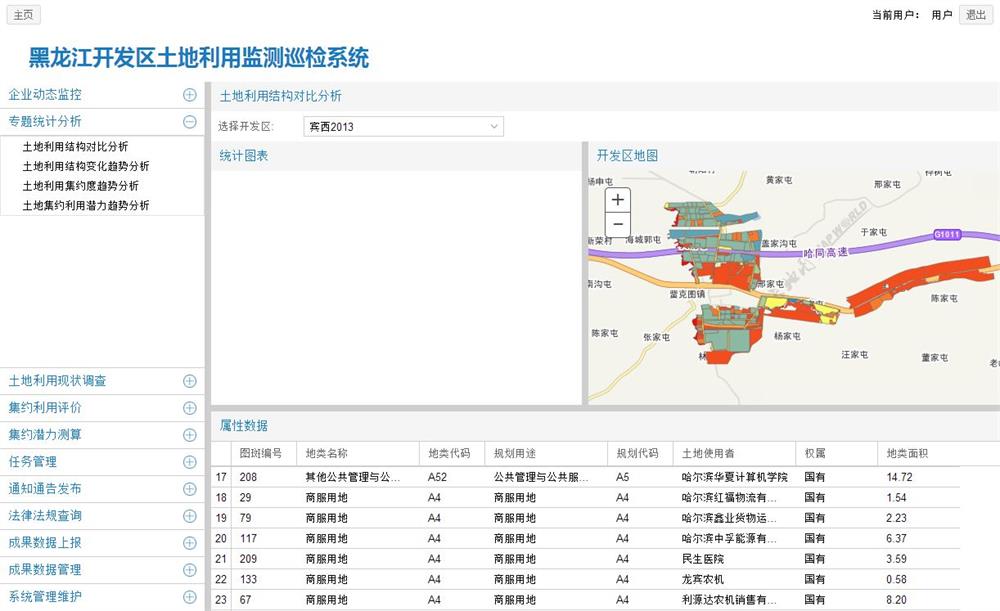 主页
当前用户： 用户 退出
黑龙江开发区土地利用监测巡检系统
企业动态监控
专题统计分析
土地利用结构对比分析
土地利用结构变化趋势分析
土地利用集约度趋势分析
土地集约利用潜力趋势分析
土地利用现状调查
集约利用评价
集约潜力测算
任务管理
通知通告发布
法律法规查询
成果数据上报
成果数据管理
系统管理维护
土地利用结构对比分析
选择开发区: 宾西2013
统计图表
开发区地图
杨申屯
黄家屯
邢家屯
+
−
新荣村
海城郭屯
盖家沟屯
于家屯
G1011
哈同高速
南沟屯
蜚克图镇
邢家屯
陈家屯
陈家屯
张家屯
杨家屯
林
汪家屯
董家屯
属性数据
图斑编号 地类名称 地类代码 规划用途 规划代码 土地使用者 权属 地类面积
17 208 其他公共管理与公... A52 公共管理与公共服... A5 哈尔滨华夏计算机学院 国有 14.72
18 29 商服用地 A4 商服用地 A4 哈尔滨红福物流有... 国有 1.54
19 79 商服用地 A4 商服用地 A4 哈尔滨鑫业货物运... 国有 2.23
20 117 商服用地 A4 商服用地 A4 哈尔滨中孚能源有... 国有 6.37
21 209 商服用地 A4 商服用地 A4 民生医院 国有 3.59
22 133 商服用地 A4 商服用地 A4 龙宾农机 国有 0.58
23 67 商服用地 A4 商服用地 A4 利源达农机销售有... 国有 8.20